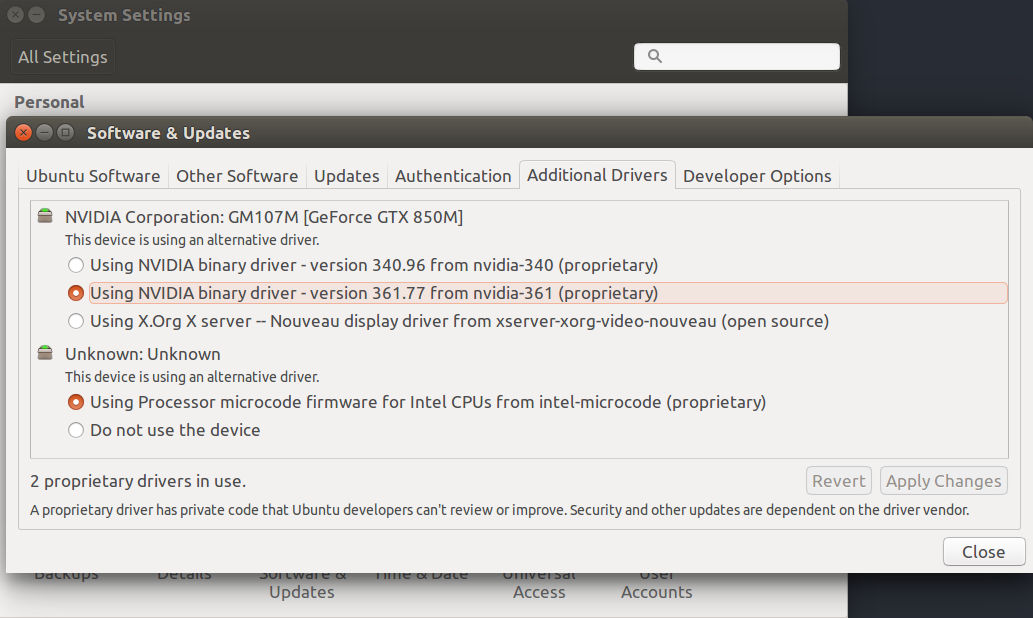 System Settings
All Settings
Personal
Software & Updates
Ubuntu Software Other Software Updates Authentication Additional Drivers Developer Options
NVIDIA Corporation: GM107M [GeForce GTX 850M]
This device is using an alternative driver.
Using NVIDIA binary driver - version 340.96 from nvidia-340 (proprietary)
Using NVIDIA binary driver - version 361.77 from nvidia-361 (proprietary)
Using X.Org X server -- Nouveau display driver from xserver-xorg-video-nouveau (open source)
Unknown: Unknown
This device is using an alternative driver.
Using Processor microcode firmware for Intel CPUs from intel-microcode (proprietary)
Do not use the device
2 proprietary drivers in use.
Revert Apply Changes
A proprietary driver has private code that Ubuntu developers can't review or improve. Security and other updates are dependent on the driver vendor.
Close
Backups Details Software & Time & Date Universal User
Updates Access Accounts